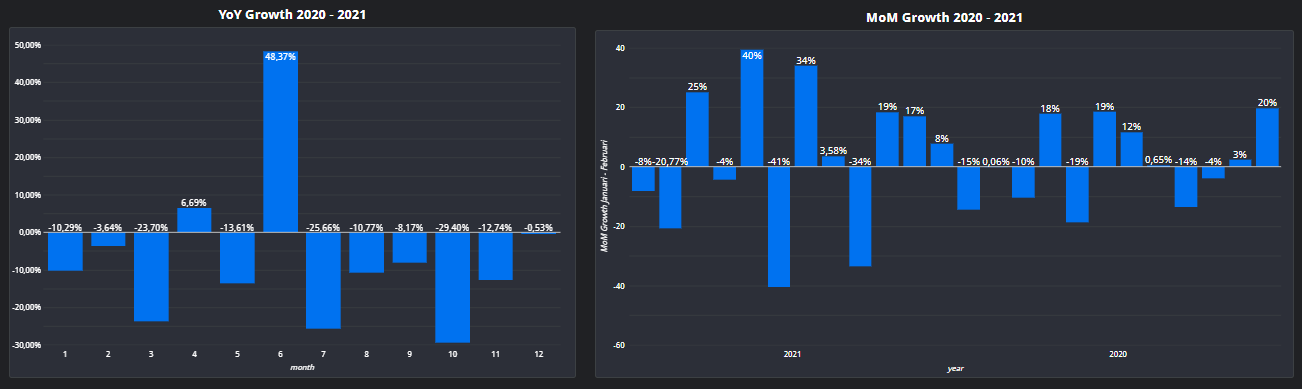 YoY Growth 2020 - 2021
50,00%
40,00%
30,00%
20,00%
10,00%
0,00%
-10,00%
-20,00%
-30,00%
-10,29% -3,64% -23,70% 6,69% -13,61% 48,37% -25,66% -10,77% -8,17% -29,40% -12,74% -0,53%
1 2 3 4 5 6 7 8 9 10 11 12
month
MoM Growth 2020 - 2021
MoM Growth Januari - Februari
40
20
0
-20
-40
-60
-8% -20,77% 25% -4% 40% -41% 34% 3,58% -34% 19% 17% 8% -15% 0,06% -10% 18% -19% 19% 12% 0,65% -14% -4% 3% 20%
2021 2020
year